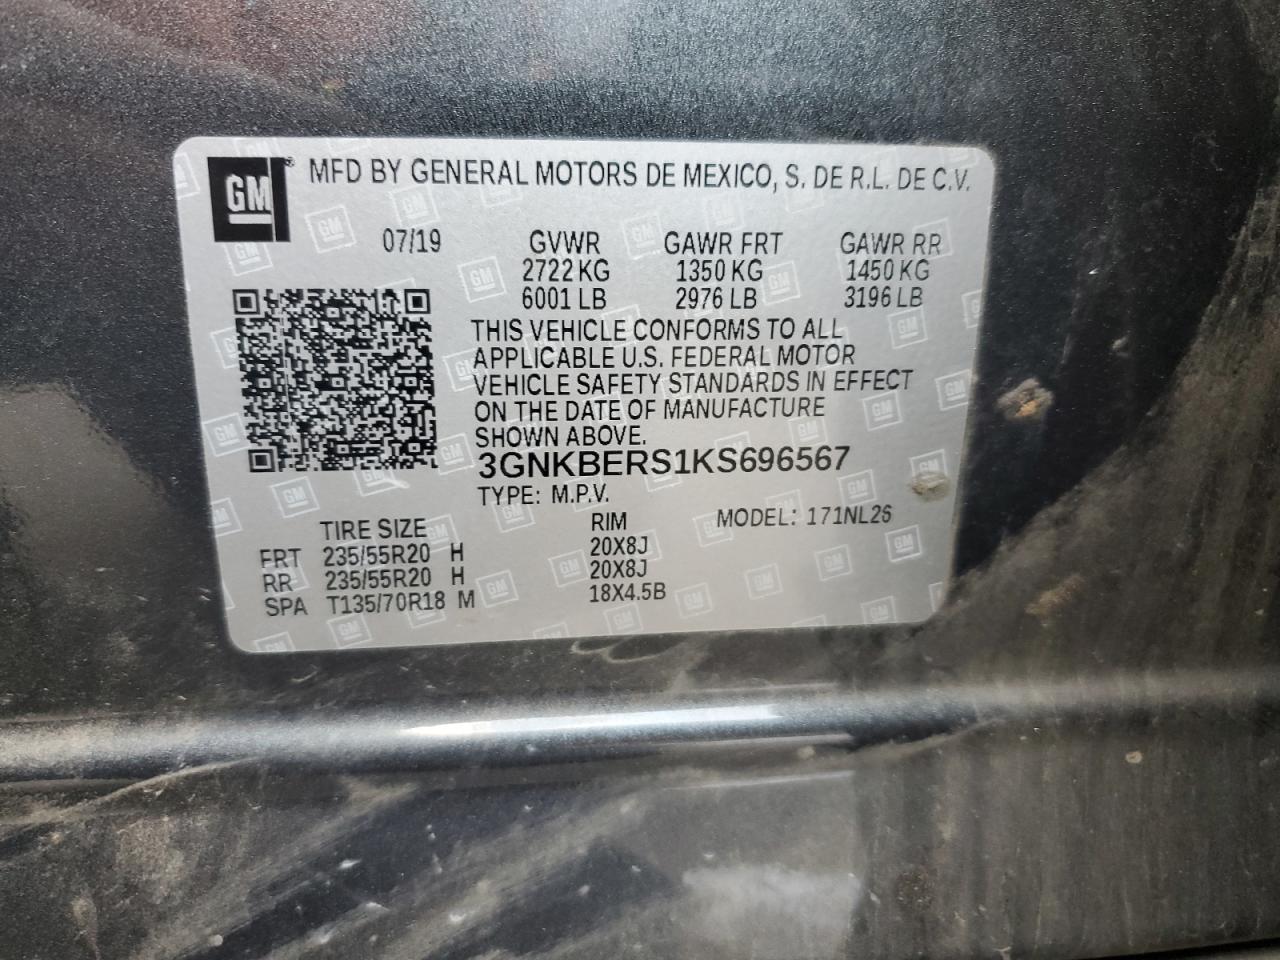 GM® MFD BY GENERAL MOTORS DE MEXICO, S. DE R.L. DE C.V.
07/19 GVWR GAWR FRT GAWR RR
2722 KG 1350 KG 1450 KG
6001 LB 2976 LB 3196 LB
THIS VEHICLE CONFORMS TO ALL
APPLICABLE U.S. FEDERAL MOTOR
VEHICLE SAFETY STANDARDS IN EFFECT
ON THE DATE OF MANUFACTURE
SHOWN ABOVE.
3GNKBERS1KS696567
TYPE: M.P.V. MODEL: 171NL26
TIRE SIZE RIM
FRT 235/55R20 H 20X8J
RR 235/55R20 H 20X8J
SPA T135/70R18 M 18X4.5B